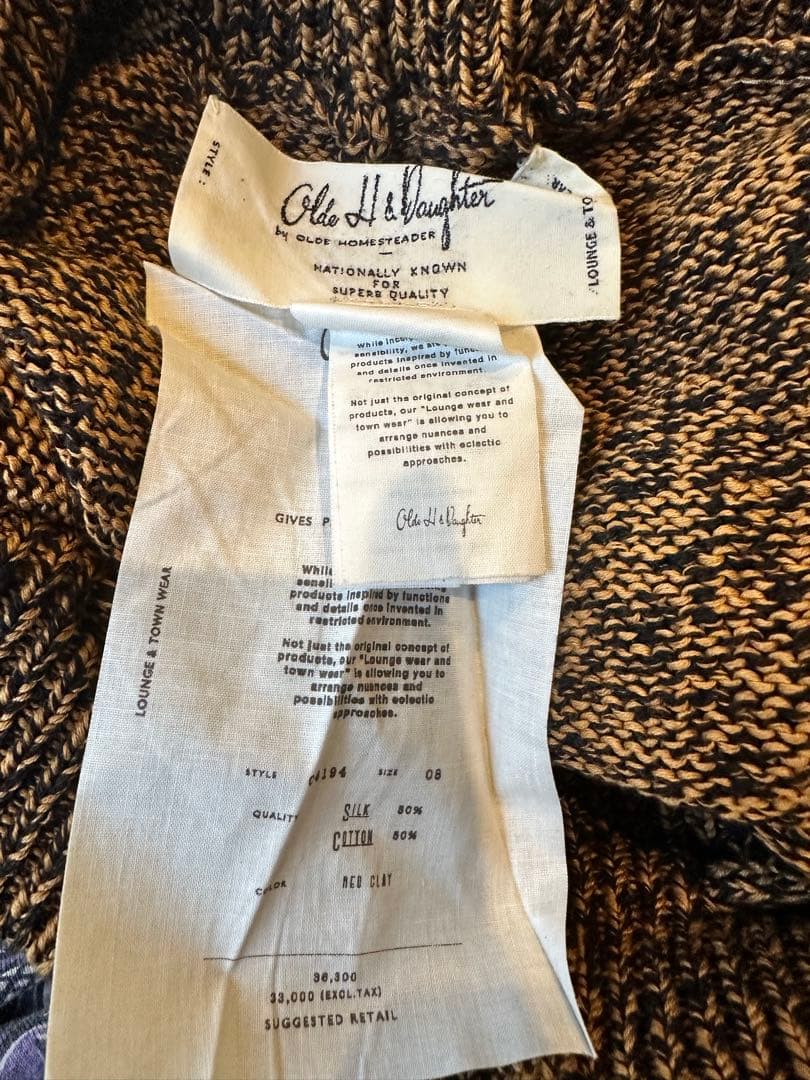 STYLE :
Olde H & Daughter
BY OLDE HOMESTEADER
NATIONALLY KNOWN
FOR
SUPERB QUALITY
LOUNGE & TO
sensibility, we
products inspired by
and details once invented in
restricted environment.
Not just the original concept of
products, our "Lounge wear and
town wear" is allowing you to
arrange nuances and
possibilities with eclectic
approaches.
Olde H & Daughter
GIVES P
LOUNGE & TOWN WEAR
While
products inspired by functions
and details once invented in
restricted environment.
Not just the original concept of
products, our "Lounge wear and
town wear" is allowing you to
arrange nuances and
possibilities with eclectic
approaches.
STYLE SIZE 08
QUALITY SILK 50%
COTTON 50%
COLOR RED CLAY
36,300
33,000 (EXCL.TAX)
SUGGESTED RETAIL